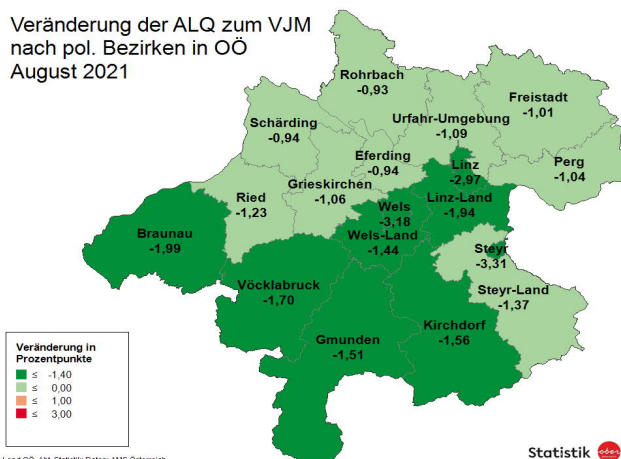 Veränderung der ALQ zum VJM
nach pol. Bezirken in OÖ
August 2021
Rohrbach
-0,93
Freistadt
-1,01
Urfahr-Umgebung
-1,09
Schärding
-0,94
Eferding
-0,94
Linz
-2,97
Perg
-1,04
Grieskirchen
-1,06
Ried
-1,23
Wels
-3,18
Linz-Land
-1,94
Braunau
-1,99
Wels-Land
-1,44
Steyr
-3,31
Vöcklabruck
-1,70
Steyr-Land
-1,37
Gmunden
-1,51
Kirchdorf
-1,56
Veränderung in
Prozentpunkte
≤ -1,40
≤ 0,00
≤ 1,00
≤ 3,00
Statistik